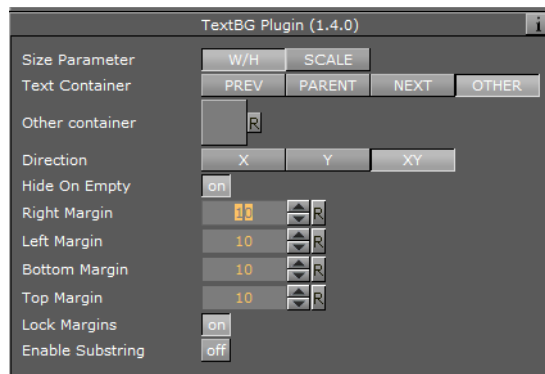 TextBG Plugin (1.4.0) i
Size Parameter W/H SCALE
Text Container PREV PARENT NEXT OTHER
Other container R
Direction X Y XY
Hide On Empty on
Right Margin 10 R
Left Margin 10 R
Bottom Margin 10 R
Top Margin 10 R
Lock Margins on
Enable Substring off